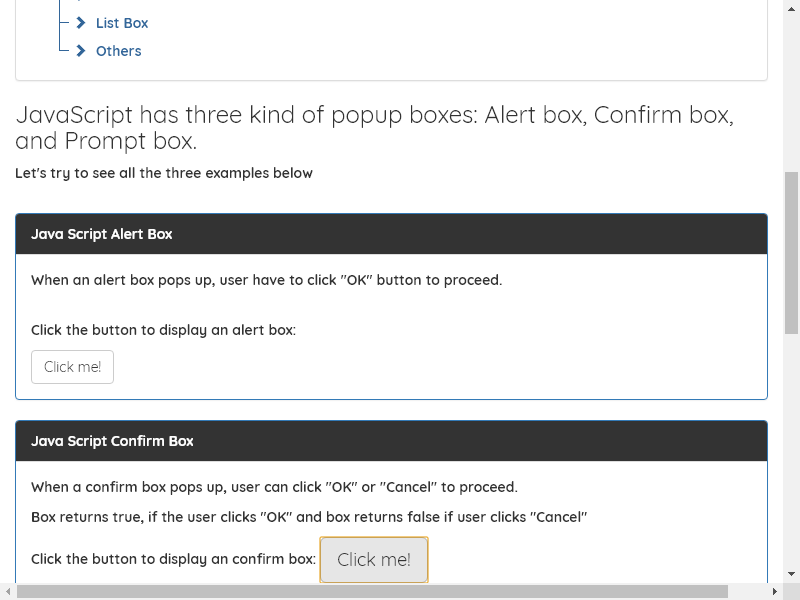 List Box
Others
JavaScript has three kind of popup boxes: Alert box, Confirm box,
and Prompt box.
Let's try to see all the three examples below
Java Script Alert Box
When an alert box pops up, user have to click "OK" button to proceed.
Click the button to display an alert box:
Click me!
Java Script Confirm Box
When a confirm box pops up, user can click "OK" or "Cancel" to proceed.
Box returns true, if the user clicks "OK" and box returns false if user clicks "Cancel"
Click the button to display an confirm box: Click me!